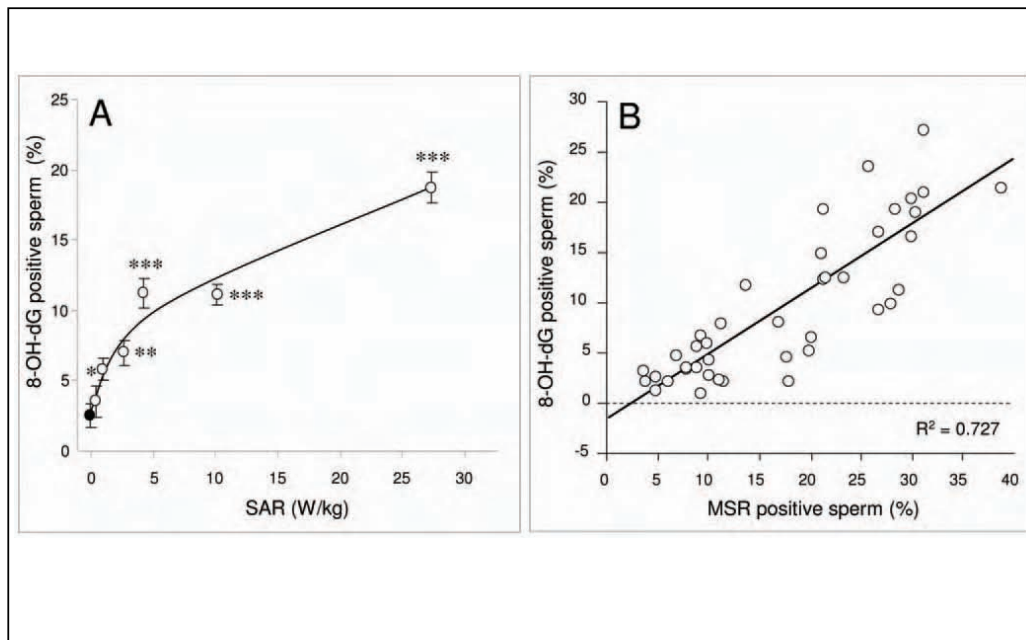 A
8-OH-dG positive sperm (%)
25
20
15
10
5
0
***
***
***
**
*
0 5 10 15 20 25 30
SAR (W/kg)
B
8-OH-dG positive sperm (%)
30
25
20
15
10
5
0
-5
R² = 0.727
0 5 10 15 20 25 30 35 40
MSR positive sperm (%)